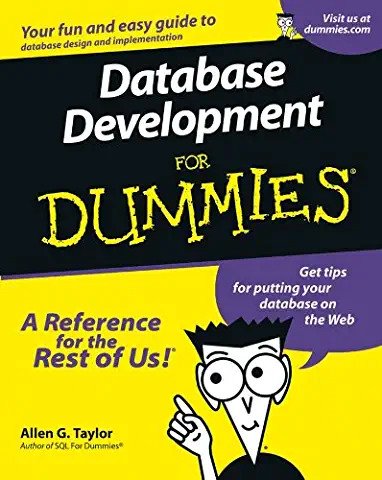 Your fun and easy guide to
database design and implementation
Visit us at
dummies.com
Database
Development
FOR
DUMMIES®
Get tips
for putting your
database on
the Web
A Reference
for the
Rest of Us!®
Allen G. Taylor
Author of SQL For Dummies®